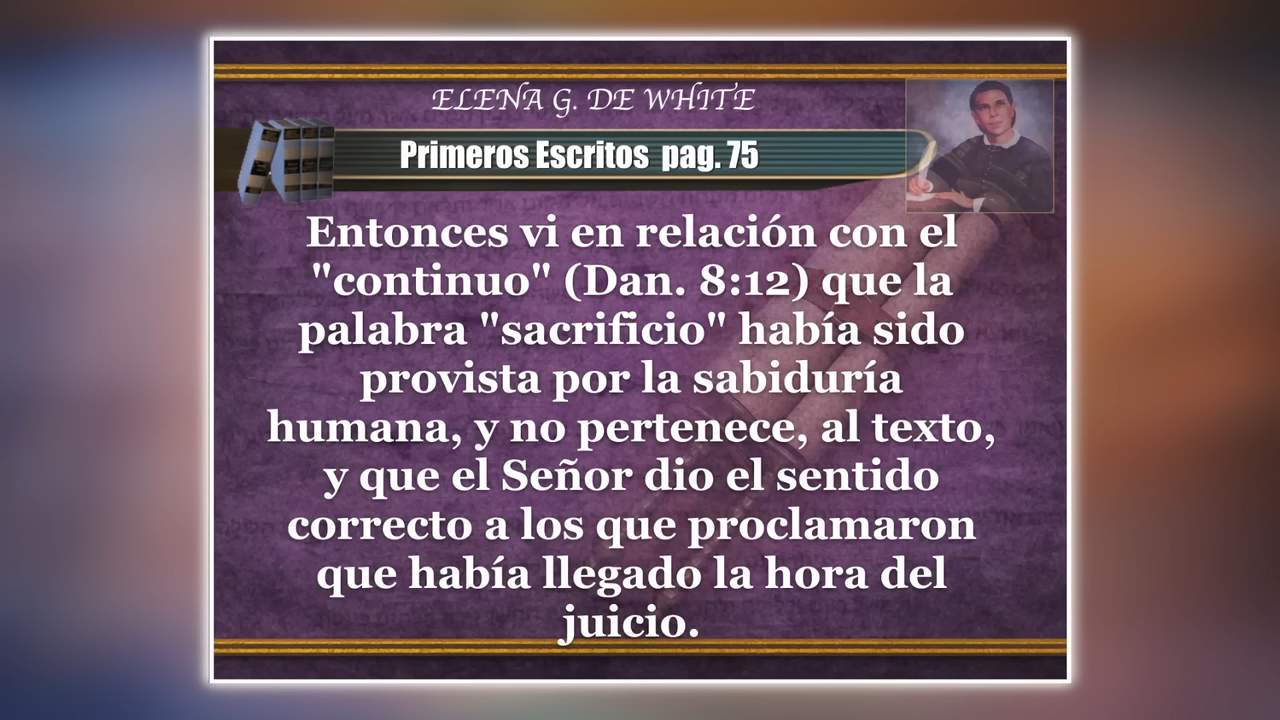 ELENA G. DE WHITE
Primeros Escritos pag. 75
Entonces vi en relación con el
"continuo" (Dan. 8:12) que la
palabra "sacrificio" había sido
provista por la sabiduría
humana, y no pertenece, al texto,
y que el Señor dio el sentido
correcto a los que proclamaron
que había llegado la hora del
juicio.